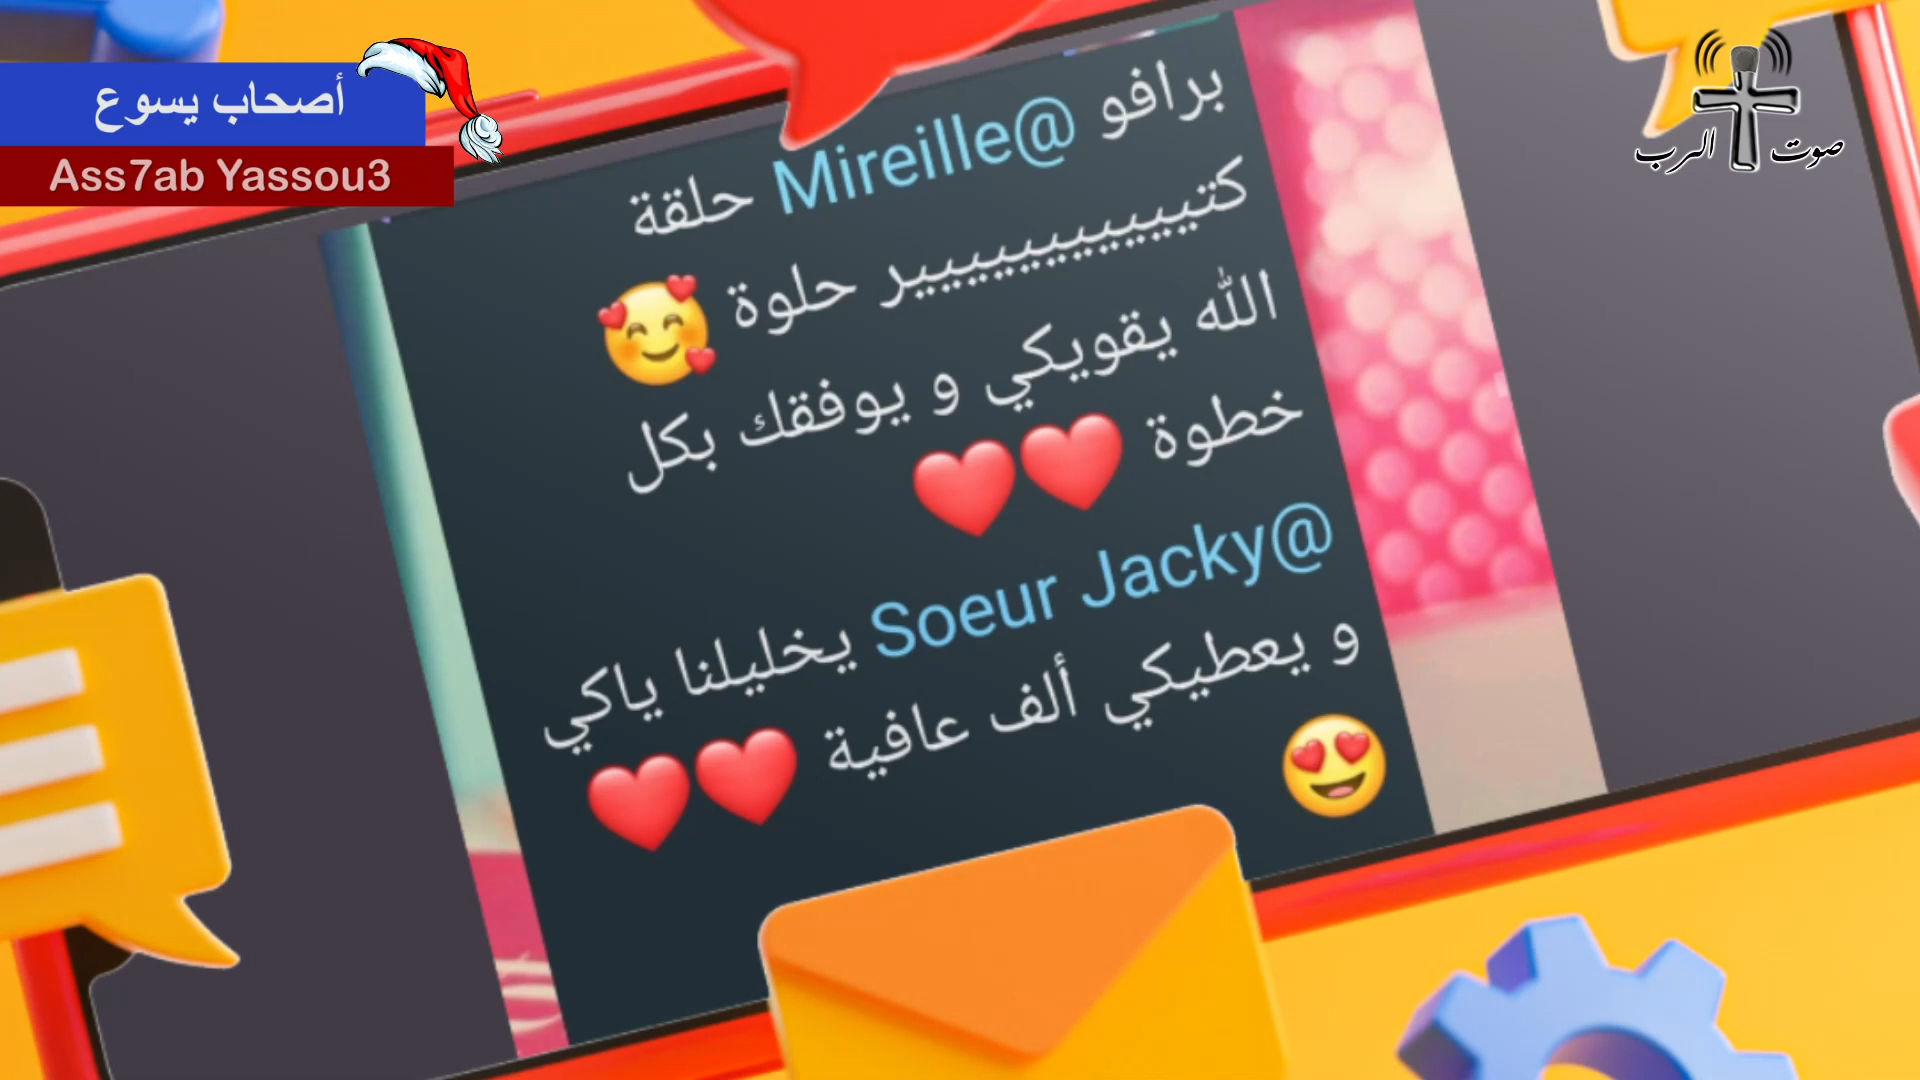 أصحاب يسوع
Ass7ab Yassou3
صوت الرب
برافو @Mireille حلقة
كتييييييييييييير حلوة 🥰
الله يقويكي و يوفقك بكل
خطوة ❤️❤️
@Soeur Jacky يخليلنا ياكي
و يعطيكي ألف عافية ❤️❤️
😍